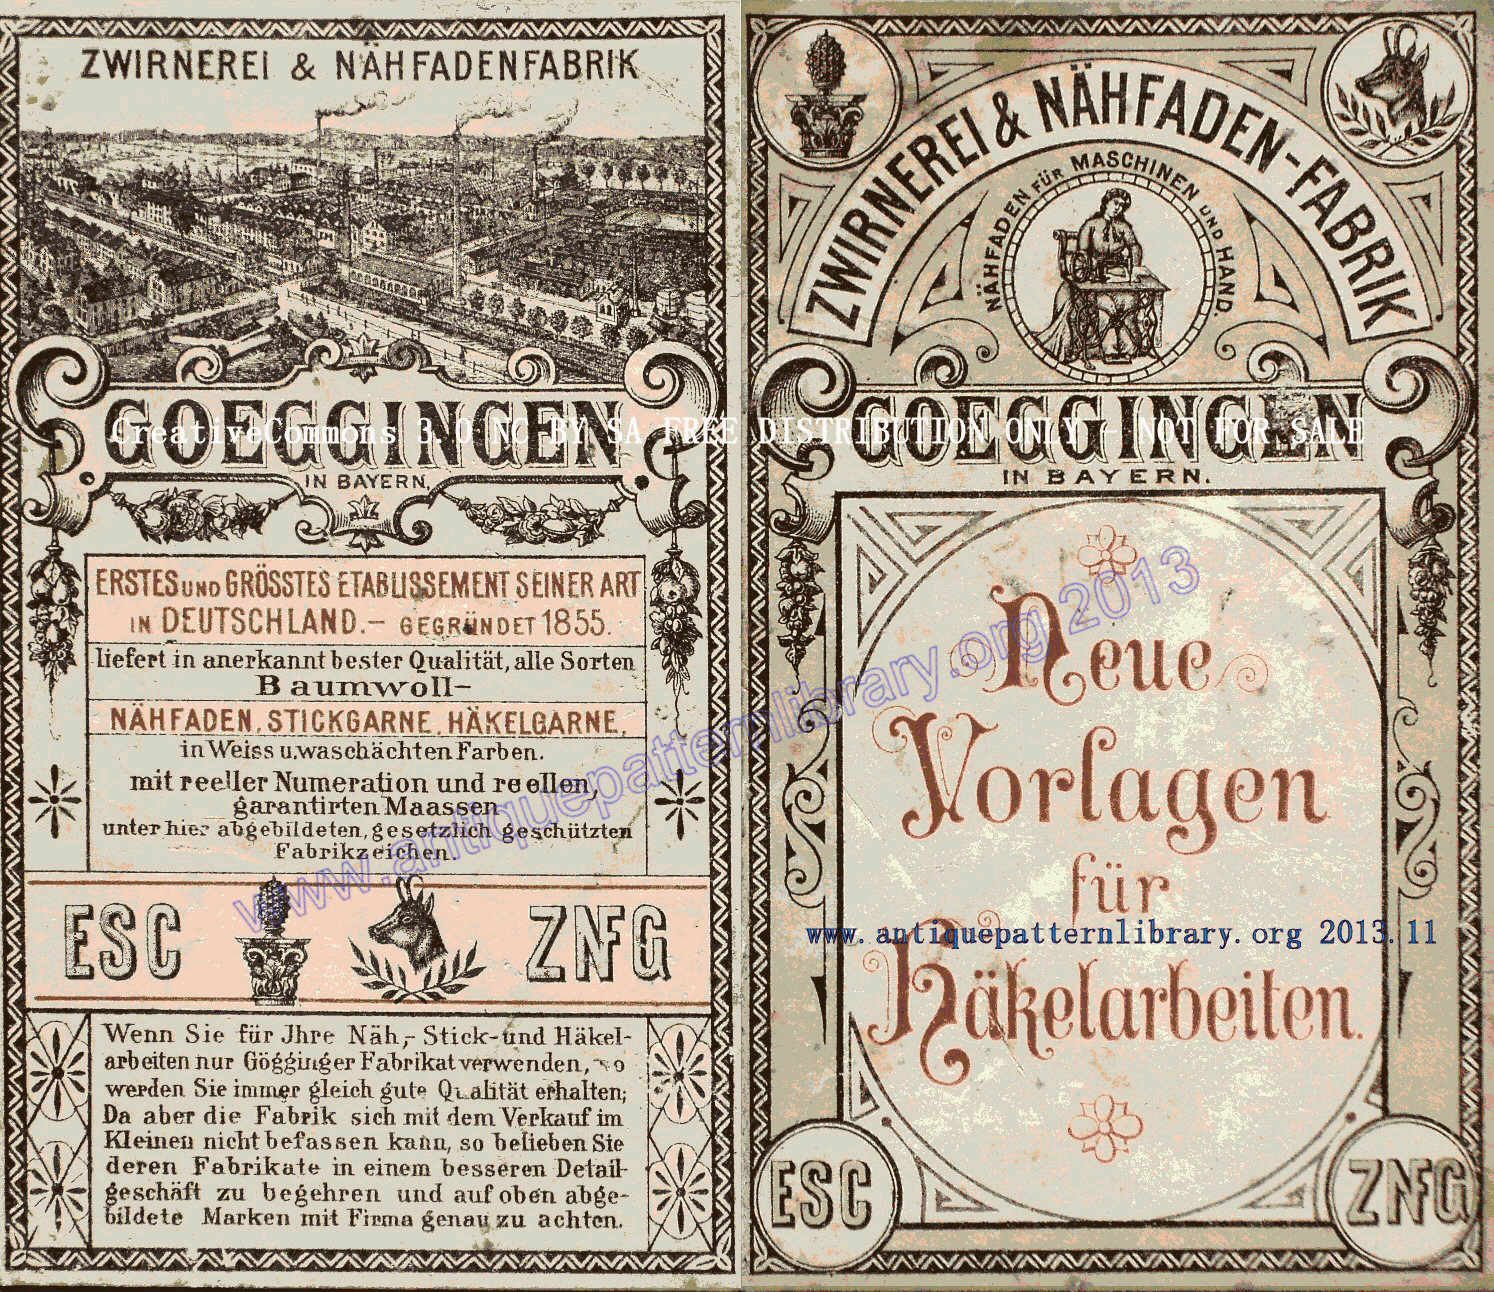 ZWIRNEREI & NÄHFADENFABRIK
GOEGGINGEN
IN BAYERN.
ERSTES UND GRÖSSTES ETABLISSEMENT SEINER ART
IN DEUTSCHLAND.- GEGRÜNDET 1855.
liefert in anerkannt bester Qualität, alle Sorten
Baumwoll-
NÄHFADEN, STICKGARNE, HÄKELGARNE,
in Weiss u. waschächten Farben.
mit reeller Numeration und reellen,
garantirten Maassen
unter hier abgebildeten, gesetzlich geschützten
Fabrikzeichen.
ESC ZNFG
Wenn Sie für Jhre Näh,- Stick- und Häkel-
arbeiten nur Gögginger Fabrikat verwenden, so
werden Sie immer gleich gute Qualität erhalten;
Da aber die Fabrik sich mit dem Verkauf im
Kleinen nicht befassen kann, so belieben Sie
deren Fabrikate in einem besseren Detail-
geschäft zu begehren und auf oben abge-
bildete Marken mit Firma genau zu achten.
ZWIRNEREI & NÄHFADEN-FABRIK
NÄHFADEN FÜR MASCHINEN UND HAND.
GOEGGINGEN
IN BAYERN.
Neue
Vorlagen
für
Häkelarbeiten.
ESC ZNFG
CreativeCommons 3.0 NC BY SA FREE DISTRIBUTION ONLY - NOT FOR SALE
www.antiquepatternlibrary.org 2013
www.antiquepatternlibrary.org 2013.11